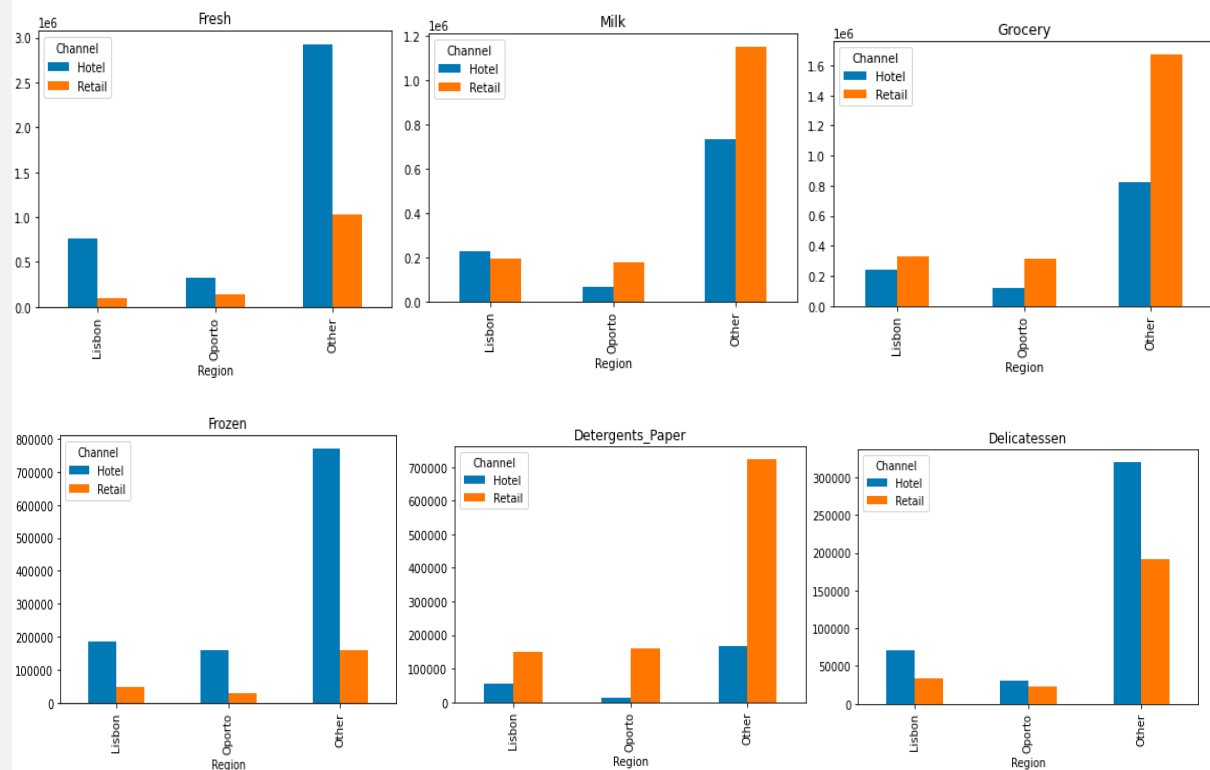 Fresh
1e6
Channel
Hotel
Retail
3.0
2.5
2.0
1.5
1.0
0.5
0.0
Lisbon
Oporto
Other
Region
Milk
1e6
Channel
Hotel
Retail
1.2
1.0
0.8
0.6
0.4
0.2
0.0
Lisbon
Oporto
Other
Region
Grocery
1e6
Channel
Hotel
Retail
1.6
1.4
1.2
1.0
0.8
0.6
0.4
0.2
0.0
Lisbon
Oporto
Other
Region
Frozen
Channel
Hotel
Retail
800000
700000
600000
500000
400000
300000
200000
100000
0
Lisbon
Oporto
Other
Region
Detergents_Paper
Channel
Hotel
Retail
700000
600000
500000
400000
300000
200000
100000
0
Lisbon
Oporto
Other
Region
Delicatessen
Channel
Hotel
Retail
300000
250000
200000
150000
100000
50000
0
Lisbon
Oporto
Other
Region